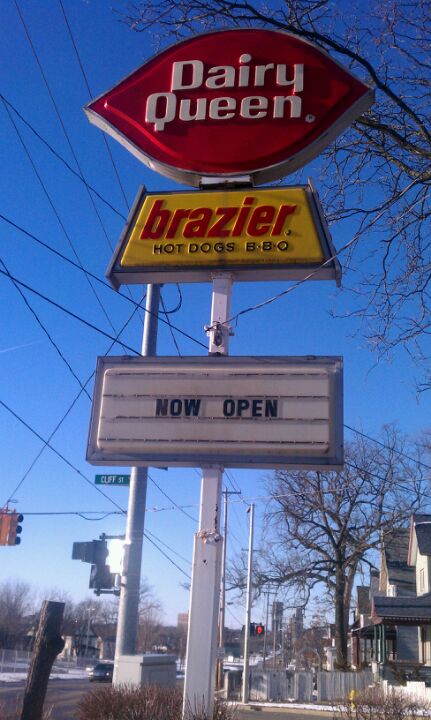 Dairy
Queen®
brazier®
HOT DOGS B·B·Q
NOW OPEN
CLIFF ST